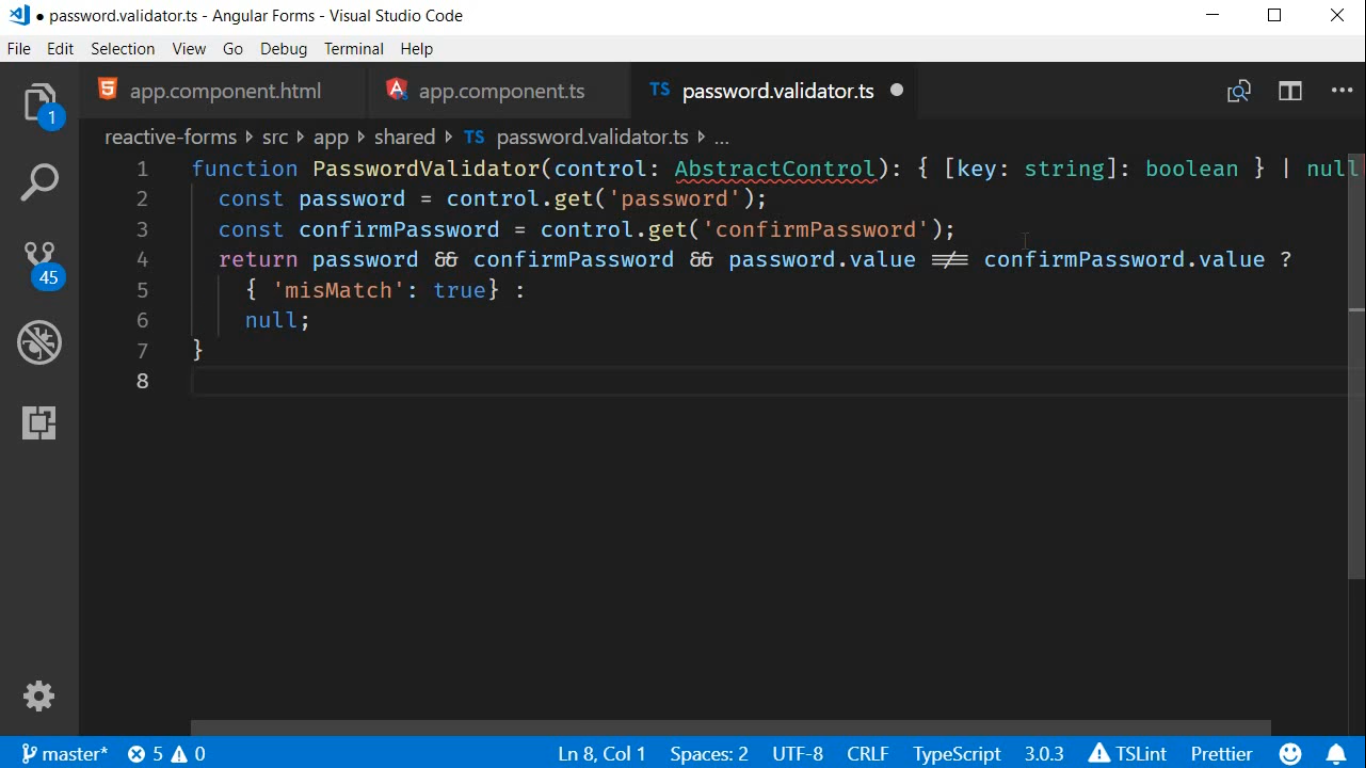 ● password.validator.ts - Angular Forms - Visual Studio Code
File Edit Selection View Go Debug Terminal Help
app.component.html app.component.ts TS password.validator.ts
1
reactive-forms src app shared TS password.validator.ts ...
1 function PasswordValidator(control: AbstractControl): { [key: string]: boolean } | null
2 const password = control.get('password');
3 const confirmPassword = control.get('confirmPassword');
4 return password && confirmPassword && password.value !== confirmPassword.value ?
5 { 'misMatch': true} :
6 null;
7 }
8
45
master* 5 0 Ln 8, Col 1 Spaces: 2 UTF-8 CRLF TypeScript 3.0.3 TSLint Prettier